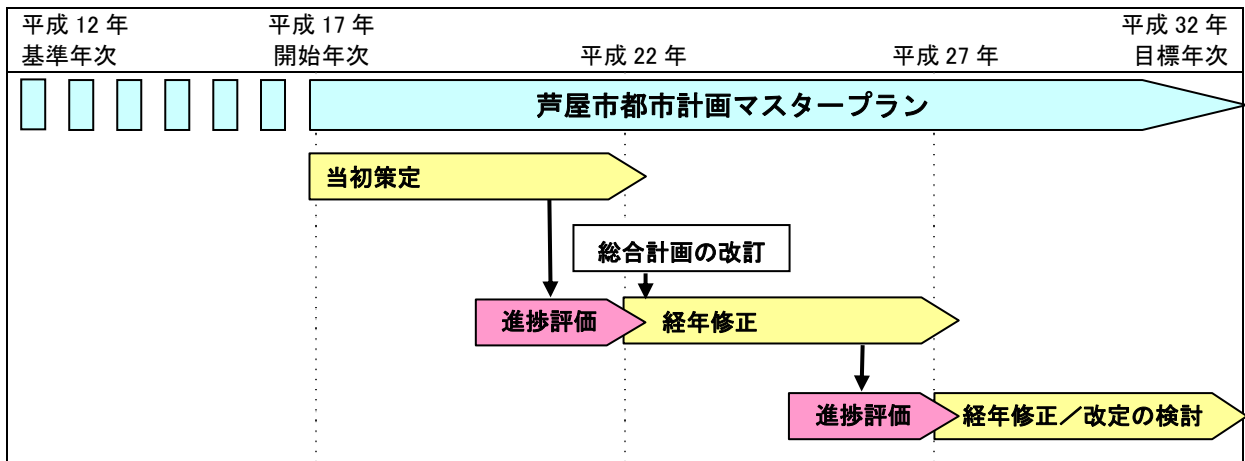 平成 12 年
基準年次
平成 17 年
開始年次
平成 22 年
平成 27 年
平成 32 年
目標年次
芦屋市都市計画マスタープラン
当初策定
総合計画の改訂
進捗評価
経年修正
進捗評価
経年修正／改定の検討